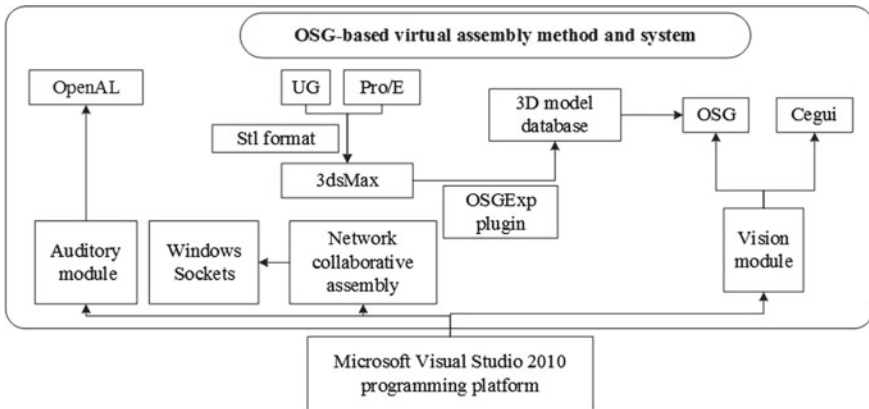 OSG-based virtual assembly method and system
OpenAL
UG
Pro/E
3D model
database
OSG
Cegui
Stl format
3dsMax
OSGExp
plugin
Auditory
module
Windows
Sockets
Network
collaborative
assembly
Vision
module
Microsoft Visual Studio 2010
programming platform